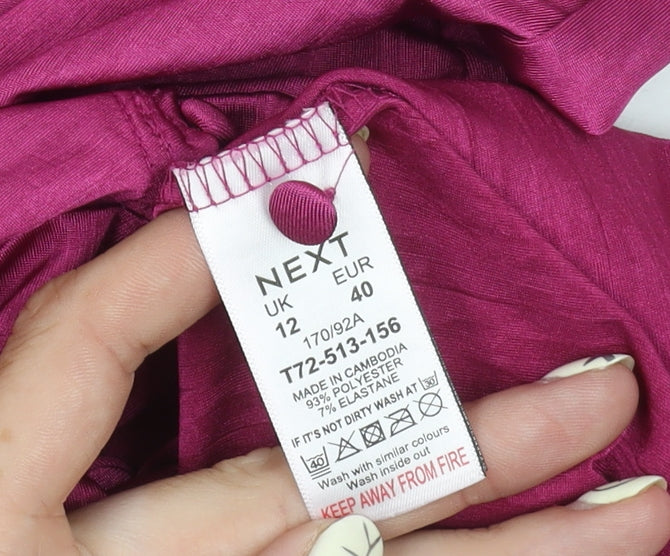 NEXT
UK EUR
12 40
170/92A
T72-513-156
MADE IN CAMBODIA
93% POLYESTER
7% ELASTANE
IF IT'S NOT DIRTY WASH AT 30
40
Wash with similar colours
Wash inside out
KEEP AWAY FROM FIRE